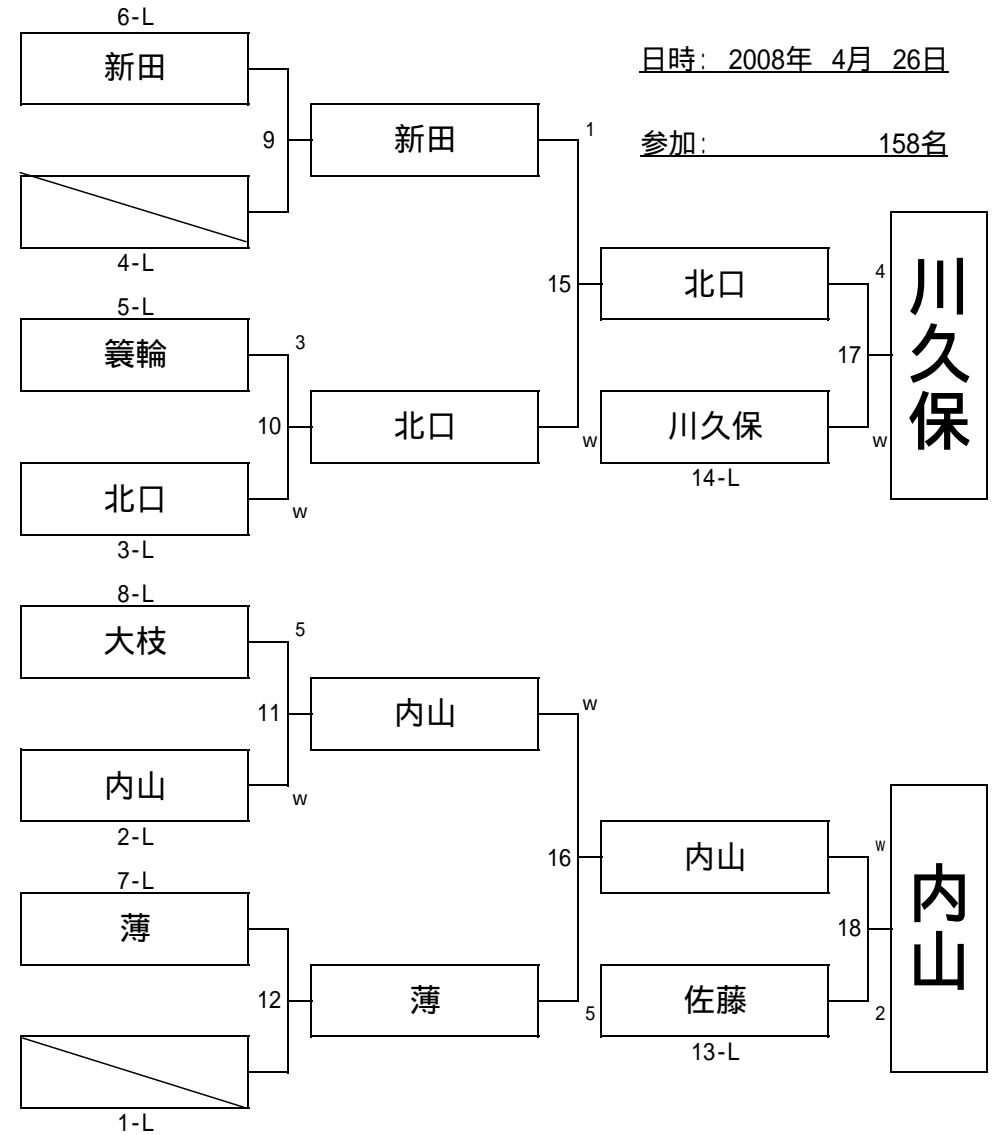 6-L
新田
日時: 2008年 4月 26日
9
新田
1
参加: 158名
4-L
5-L
15
北口
4
川久保
簑輪
3
17
10
北口
w
川久保
w
14-L
北口
w
3-L
8-L
大枝
5
11
内山
w
内山
w
2-L
7-L
16
内山
w
内山
薄
18
12
薄
5
佐藤
2
13-L
1-L